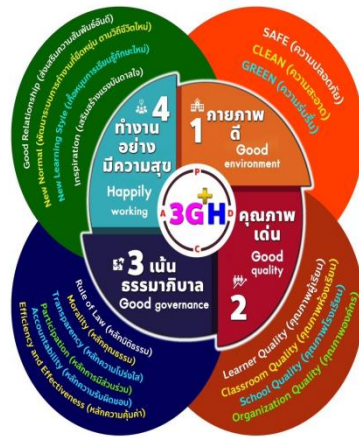 1
กายภาพ
ดี
Good
environment
SAFE (ความปลอดภัย)
CLEAN (ความสะอาด)
GREEN (ความร่มรื่น)
คุณภาพ
เด่น
Good
quality
2
Learner Quality (คุณภาพผู้เรียน)
Classroom Quality (คุณภาพห้องเรียน)
School Quality (คุณภาพโรงเรียน)
Organization Quality (คุณภาพองค์กร)
3 เน้น
ธรรมาภิบาล
Good governance
Rule of Law (หลักนิติธรรม)
Morality (หลักคุณธรรม)
Transparency (หลักความโปร่งใส)
Participation (หลักการมีส่วนร่วม)
Accountability (หลักความรับผิดชอบ)
Efficiency and Effectiveness (หลักความคุ้มค่า)
4
ทำงาน
อย่าง
มีความสุข
Happily
working
Good Relationship (ส่งเสริมความสัมพันธ์อันดี)
New Normal (พัฒนาระบบการทำงานที่ยืดหยุ่น ตามวิถีชีวิตใหม่)
New Learning Style (เกื้อหนุนการเรียนรู้ทักษะใหม่)
Inspiration (เสริมสร้างแรงบันดาลใจ)
P
A
3G+H
D
C